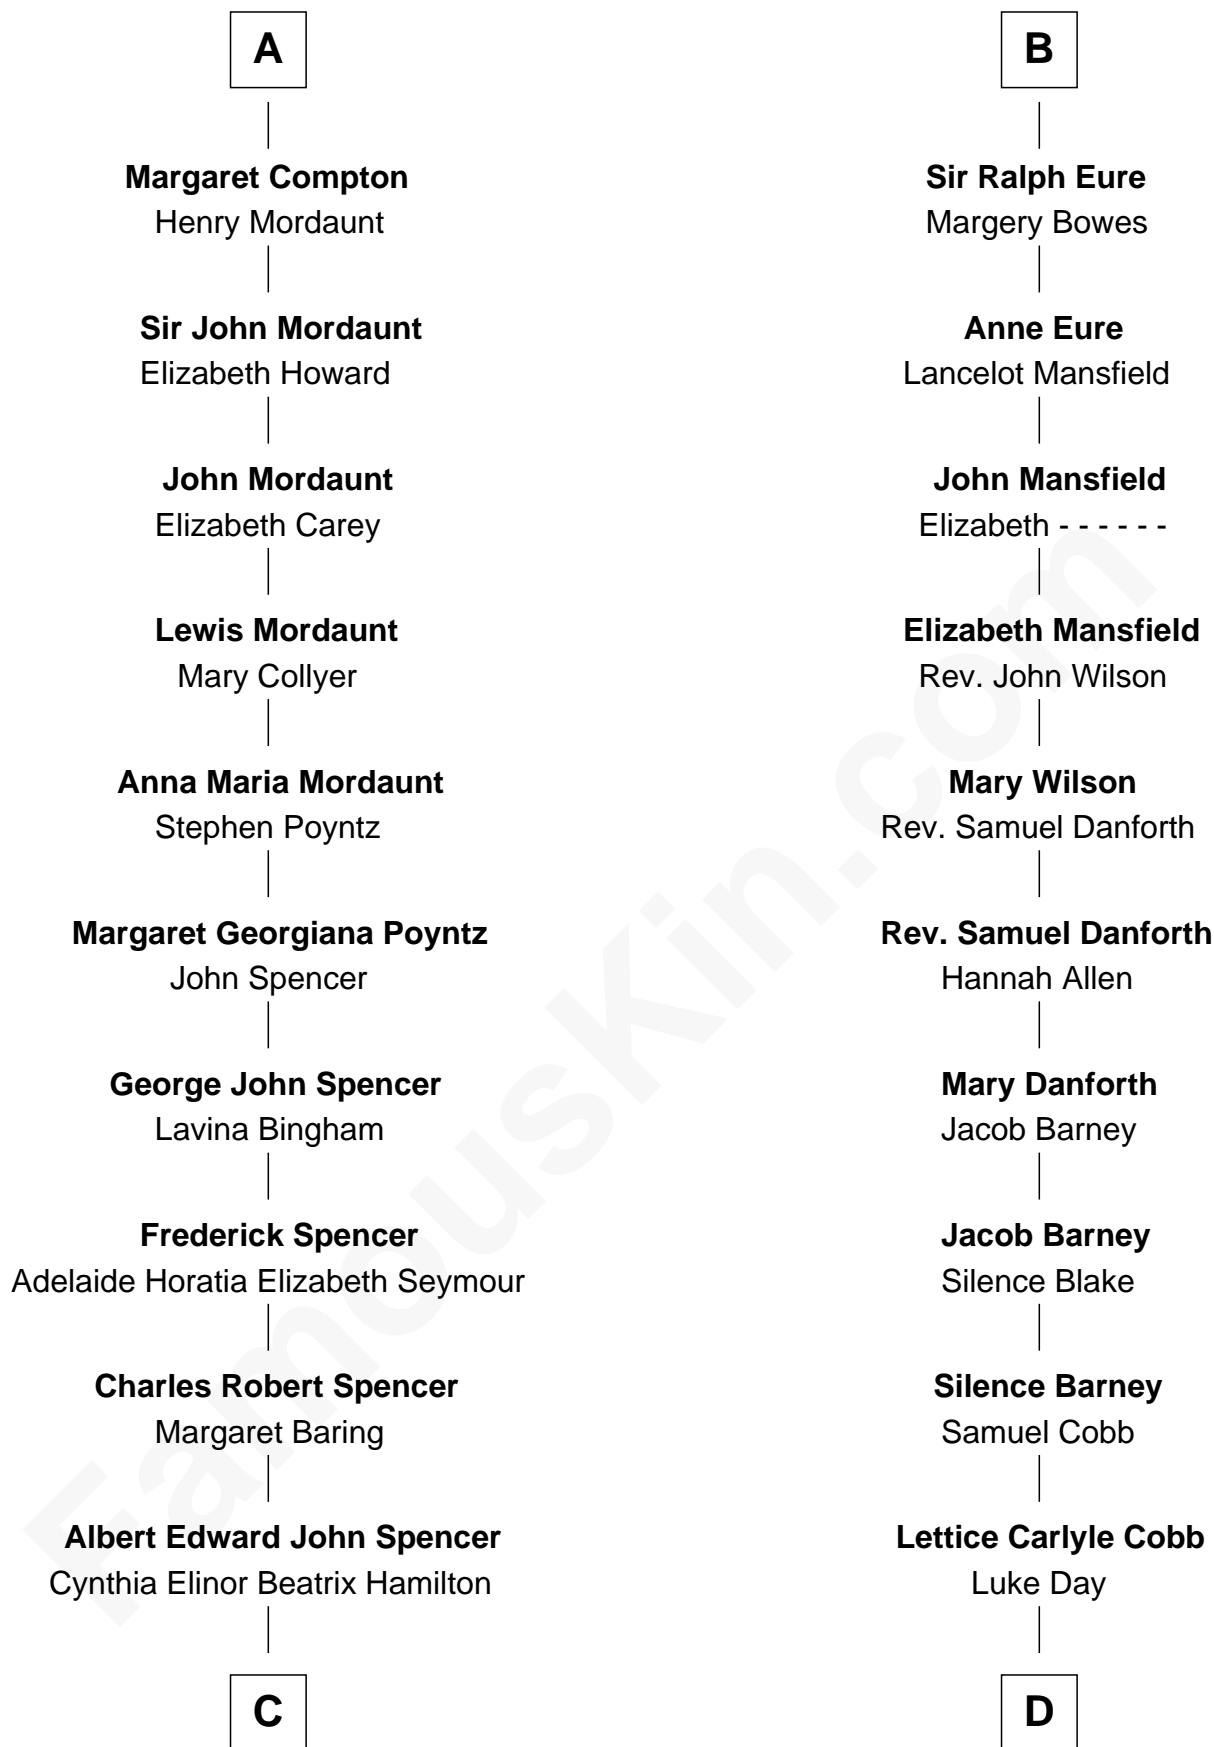 A
Margaret Compton
Henry Mordaunt
Sir John Mordaunt
Elizabeth Howard
John Mordaunt
Elizabeth Carey
Lewis Mordaunt
Mary Collyer
Anna Maria Mordaunt
Stephen Poyntz
Margaret Georgiana Poyntz
John Spencer
George John Spencer
Lavina Bingham
Frederick Spencer
Adelaide Horatia Elizabeth Seymour
Charles Robert Spencer
Margaret Baring
Albert Edward John Spencer
Cynthia Elinor Beatrix Hamilton
C
B
Sir Ralph Eure
Margery Bowes
Anne Eure
Lancelot Mansfield
John Mansfield
Elizabeth - - - - - -
Elizabeth Mansfield
Rev. John Wilson
Mary Wilson
Rev. Samuel Danforth
Rev. Samuel Danforth
Hannah Allen
Mary Danforth
Jacob Barney
Jacob Barney
Silence Blake
Silence Barney
Samuel Cobb
Lettice Carlyle Cobb
Luke Day
D
FamousKin.com